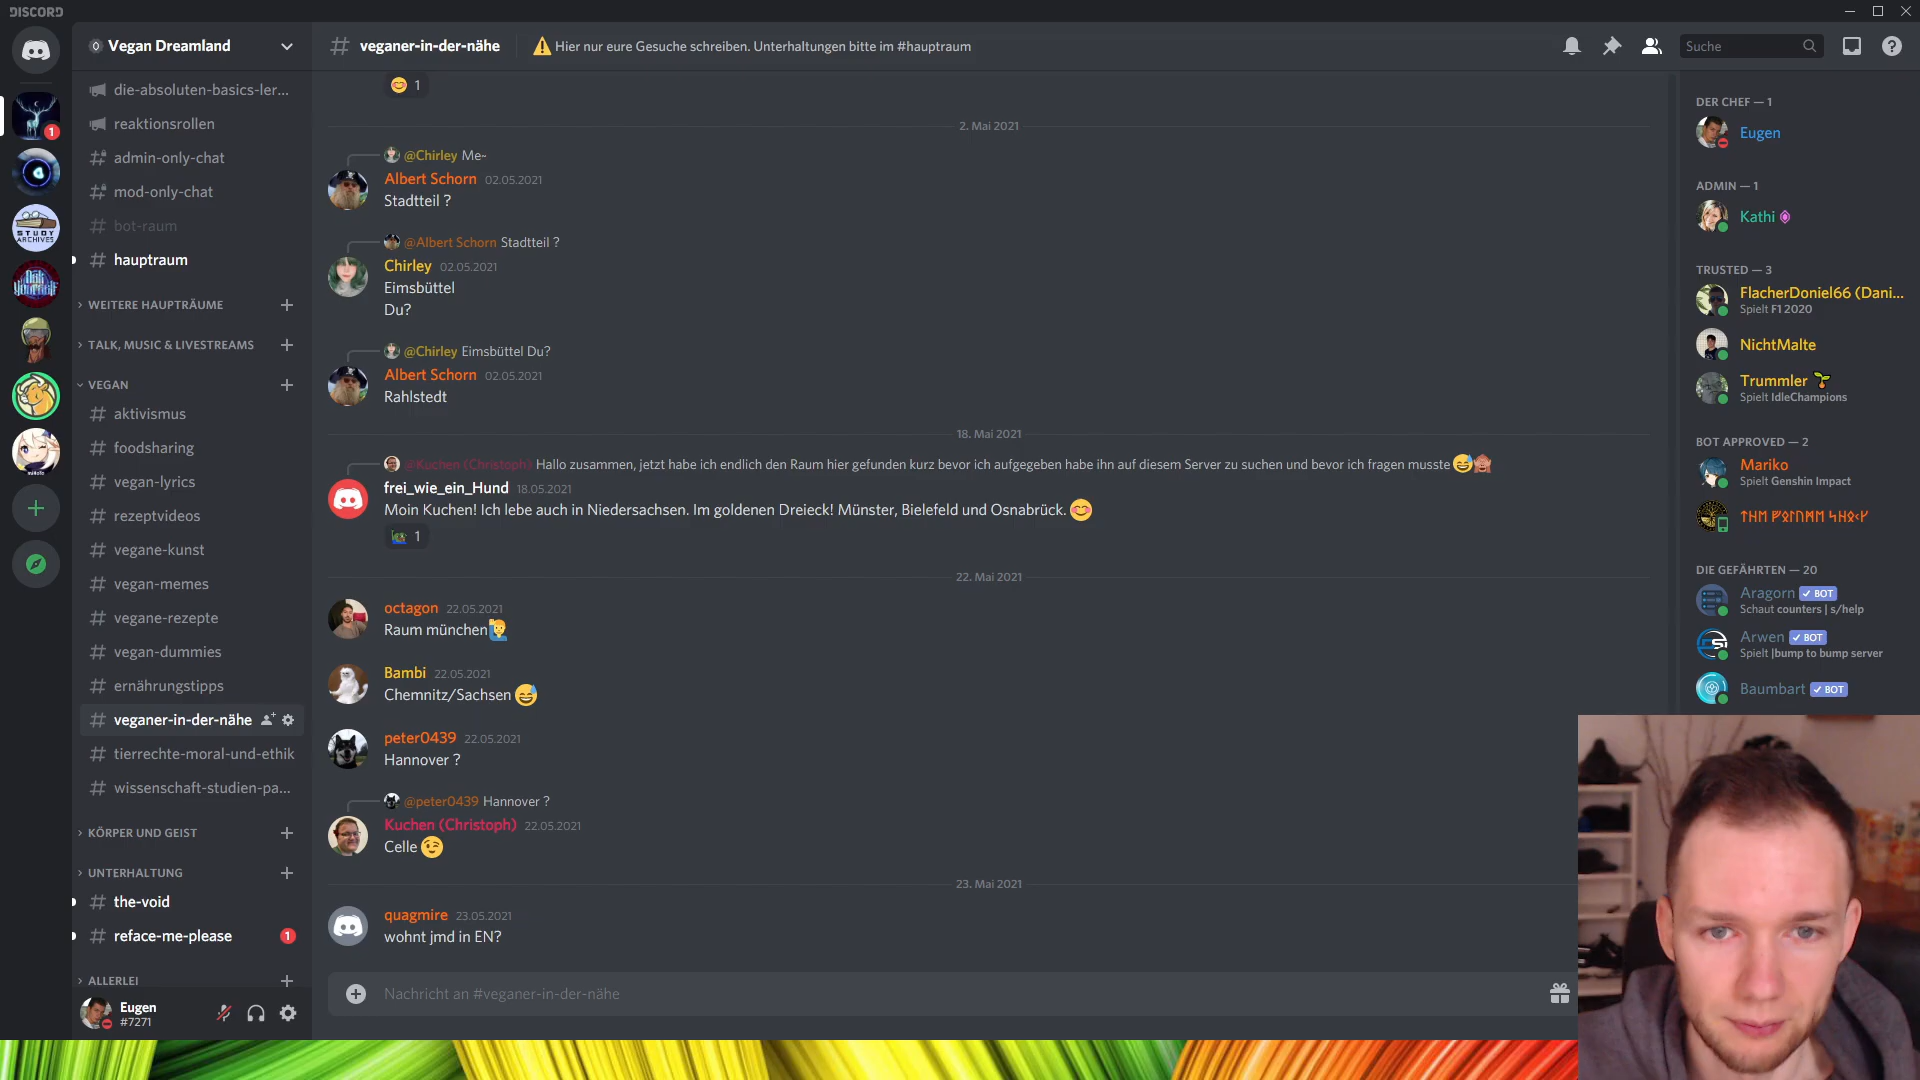 DISCORD
Vegan Dreamland
die-absoluten-basics-ler...
reaktionsrollen
admin-only-chat
mod-only-chat
bot-raum
hauptraum
WEITERE HAUPTRÄUME
TALK, MUSIC & LIVESTREAMS
VEGAN
aktivismus
foodsharing
vegan-lyrics
rezeptvideos
vegane-kunst
vegan-memes
vegane-rezepte
vegan-dummies
ernährungstipps
veganer-in-der-nähe
tierrechte-moral-und-ethik
wissenschaft-studien-pa...
KÖRPER UND GEIST
UNTERHALTUNG
the-void
reface-me-please 1
ALLERLEI
Eugen
#7271
1
STUDY
ARCHIVES
veganer-in-der-nähe
⚠ Hier nur eure Gesuche schreiben. Unterhaltungen bitte im #hauptraum
Suche
😊 1
2. Mai 2021
@Chirley Me~
Albert Schorn 02.05.2021
Stadtteil ?
@Albert Schorn Stadtteil ?
Chirley 02.05.2021
Eimsbüttel
Du?
@Chirley Eimsbüttel Du?
Albert Schorn 02.05.2021
Rahlstedt
18. Mai 2021
@Kuchen (Christoph) Hallo zusammen, jetzt habe ich endlich den Raum hier gefunden kurz bevor ich aufgegeben habe ihn auf diesem Server zu suchen und bevor ich fragen musste 😅🙈
frei_wie_ein_Hund 18.05.2021
Moin Kuchen! Ich lebe auch in Niedersachsen. Im goldenen Dreieck! Münster, Bielefeld und Osnabrück. 😊
1
22. Mai 2021
octagon 22.05.2021
Raum münchen🙋‍♂️
Bambi 22.05.2021
Chemnitz/Sachsen 😅
peter0439 22.05.2021
Hannover ?
@peter0439 Hannover ?
Kuchen (Christoph) 22.05.2021
Celle 😉
23. Mai 2021
quagmire 23.05.2021
wohnt jmd in EN?
Nachricht an #veganer-in-der-nähe
DER CHEF — 1
Eugen
ADMIN — 1
Kathi
TRUSTED — 3
FlacherDoniel66 (Dani...
Spielt F1 2020
NichtMalte
Trummler 🌱
Spielt IdleChampions
BOT APPROVED — 2
Mariko
Spielt Genshin Impact
DIE GEFÄHRTEN — 20
Aragorn ✓ BOT
Schaut counters | s/help
Arwen ✓ BOT
Spielt |bump to bump server
Baumbart ✓ BOT